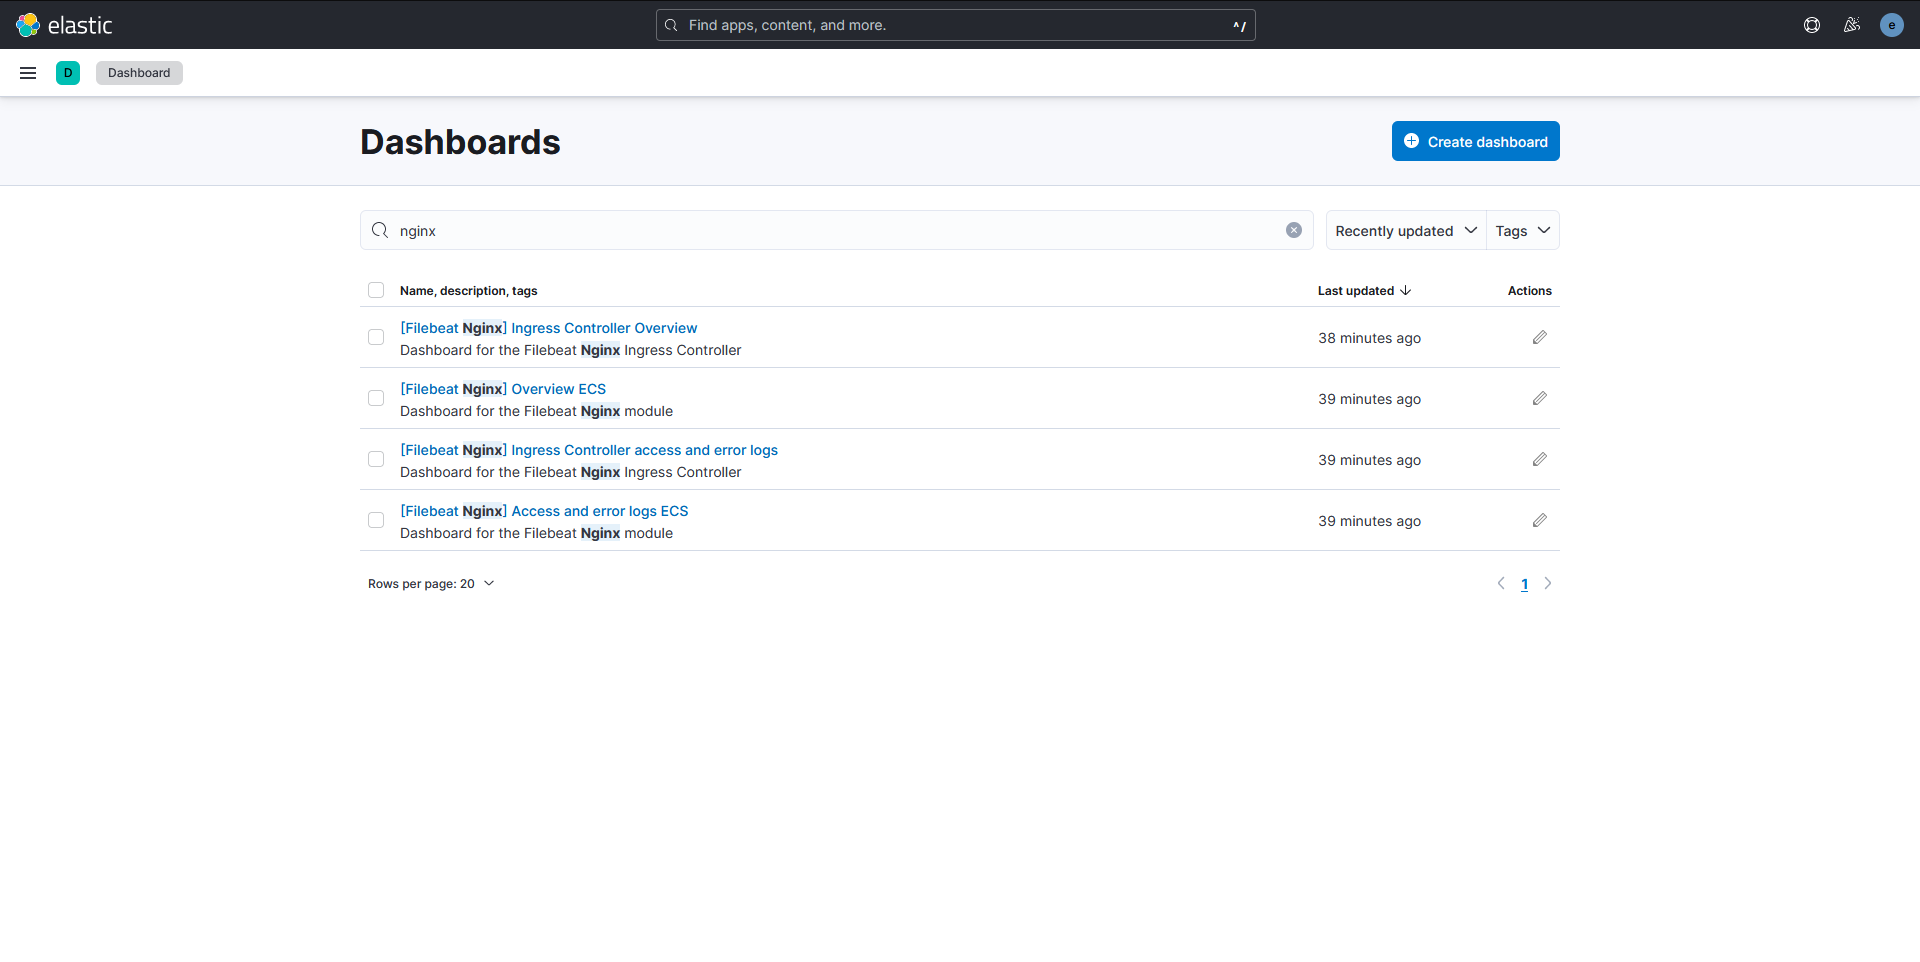 elastic
Find apps, content, and more.
^/
e
D
Dashboard
Dashboards
Create dashboard
nginx
Recently updated
Tags
Name, description, tags
Last updated
Actions
[Filebeat Nginx] Ingress Controller Overview
Dashboard for the Filebeat Nginx Ingress Controller
38 minutes ago
[Filebeat Nginx] Overview ECS
Dashboard for the Filebeat Nginx module
39 minutes ago
[Filebeat Nginx] Ingress Controller access and error logs
Dashboard for the Filebeat Nginx Ingress Controller
39 minutes ago
[Filebeat Nginx] Access and error logs ECS
Dashboard for the Filebeat Nginx module
39 minutes ago
Rows per page: 20
1